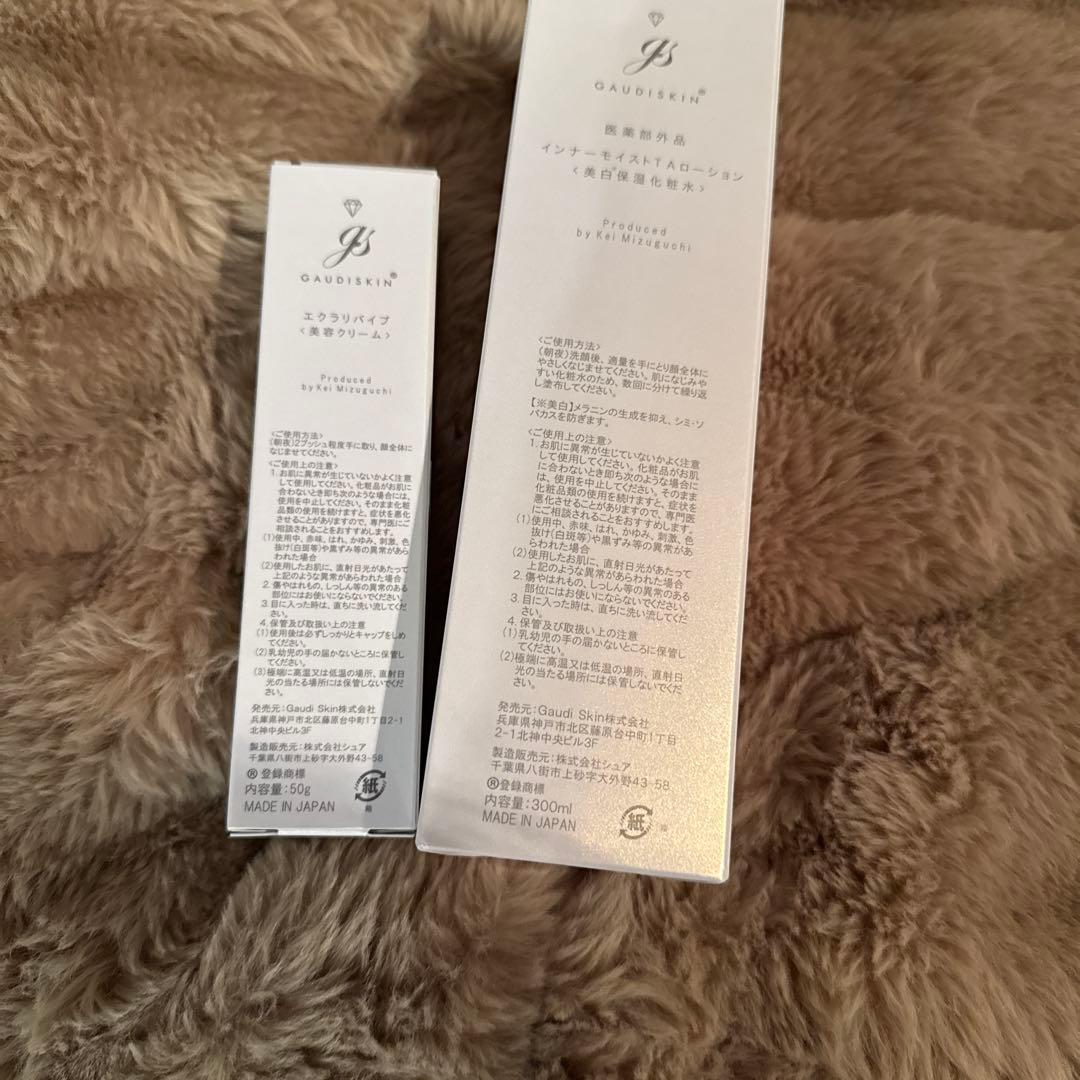 gs
GAUDISKIN®
エクラリバイブ
〈美容クリーム〉
Produced
by Kei Mizuguchi
〈ご使用方法〉
(朝夜)2プッシュ程度手に取り、顔全体に
なじませてください。
〈ご使用上の注意〉
1. お肌に異常が生じていないかよく注意
して使用してください。化粧品がお肌に
合わないとき即ち次のような場合には、
使用を中止してください。そのまま化粧
品類の使用を続けますと、症状を悪化
させることがありますので、専門医にご
相談されることをおすすめします。
(1)使用中、赤味、はれ、かゆみ、刺激、色
抜け(白斑等)や黒ずみ等の異常があら
われた場合
(2)使用したお肌に、直射日光があたって
上記のような異常があらわれた場合
2. 傷やはれもの、しっしん等の異常のある
部位にはお使いにならないでください。
3. 目に入った時は、直ちに洗い流してくだ
さい。
4. 保管及び取扱い上の注意
(1)使用後は必ずしっかりとキャップをしめ
てください。
(2)乳幼児の手の届かないところに保管し
てください。
(3)極端に高温又は低温の場所、直射日
光の当たる場所には保管しないでくだ
さい。
発売元：Gaudi Skin株式会社
兵庫県神戸市北区藤原台中町1丁目2-1
北神中央ビル3F
製造販売元：株式会社シュア
千葉県八街市上砂字大外野43-58
®登録商標
内容量：50g
MADE IN JAPAN
紙
箱
gs
GAUDISKIN®
医薬部外品
インナーモイストTAローション
〈美白※保湿化粧水〉
Produced
by Kei Mizuguchi
〈ご使用方法〉
(朝夜)洗顔後、適量を手にとり顔全体に
やさしくなじませてください。肌になじみや
すい化粧水のため、数回に分けて繰り返
し塗布してください。
【※美白】メラニンの生成を抑え、シミ・ソ
バカスを防ぎます。
〈ご使用上の注意〉
1. お肌に異常が生じていないかよく注意
して使用してください。化粧品がお肌
に合わないとき即ち次のような場合に
は、使用を中止してください。そのまま
化粧品類の使用を続けますと、症状を
悪化させることがありますので、専門医
にご相談されることをおすすめします。
(1)使用中、赤味、はれ、かゆみ、刺激、色
抜け(白斑等)や黒ずみ等の異常があ
らわれた場合
(2)使用したお肌に、直射日光があたって
上記のような異常があらわれた場合
2. 傷やはれもの、しっしん等の異常のある
部位にはお使いにならないでください。
3. 目に入った時は、直ちに洗い流してくだ
さい。
4. 保管及び取扱い上の注意
(1)乳幼児の手の届かないところに保管し
てください。
(2)極端に高温又は低温の場所、直射日
光の当たる場所には保管しないでくだ
さい。
発売元：Gaudi Skin株式会社
兵庫県神戸市北区藤原台中町1丁目
2-1北神中央ビル3F
製造販売元：株式会社シュア
千葉県八街市上砂字大外野43-58
®登録商標
内容量：300ml
MADE IN JAPAN
紙